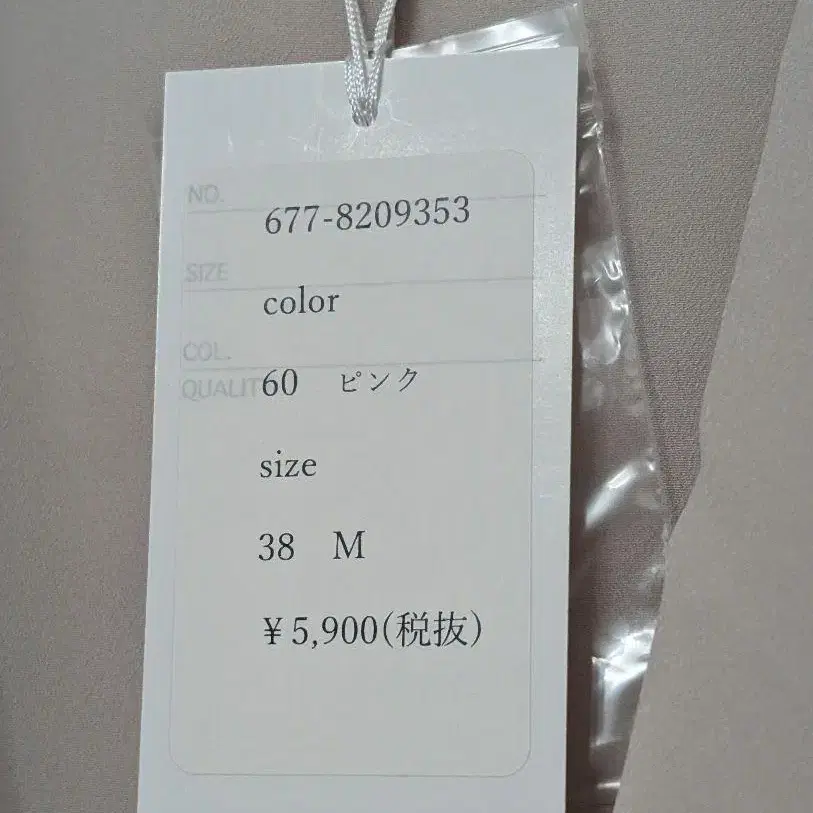 NO.
677-8209353
SIZE
color
COL.
QUALIT
60 ピンク
size
38 M
¥5,900(税抜)